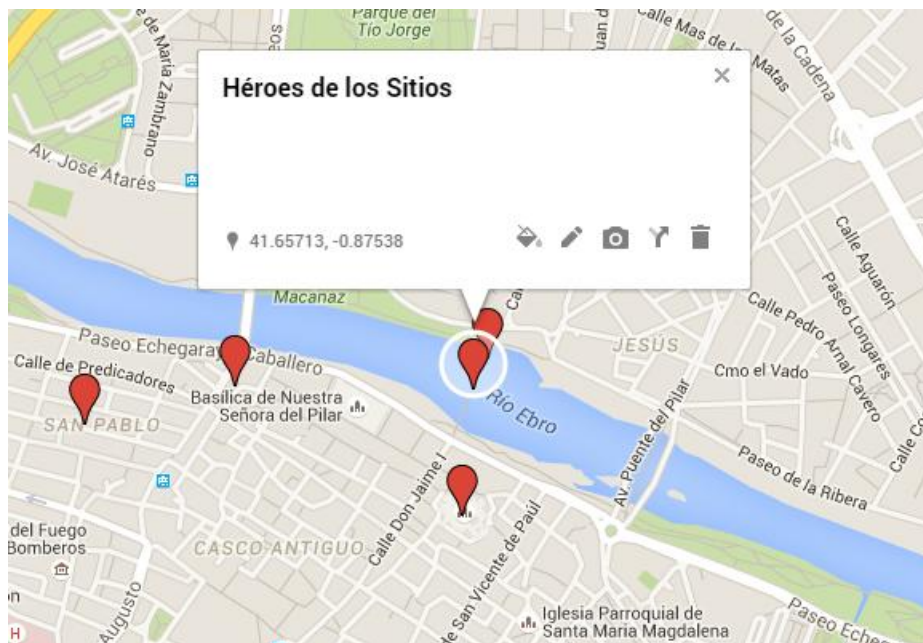 Parque del
Tío Jorge
Calle Mas de las
Matas
de la Cadena
de María Zambrano
Héroes de los Sitios
Av. José Atarés
41.65713, -0.87538
Calle Aguarón
Paseo Longares
Calle Pedro Arnal Cavero
Macanaz
JESÚS
Paseo Echegaray
Caballero
Calle de Predicadores
Cmo el Vado
Basílica de Nuestra
Señora del Pilar
SAN PABLO
Río Ebro
Av. Puente del Pilar
Paseo de la Ribera
Calle Don Jaime I
del Fuego
Bomberos
CASCO ANTIGUO
de San Vicente de Paúl
Augusto
Iglesia Parroquial de
Santa Maria Magdalena
Paseo Echegaray
H